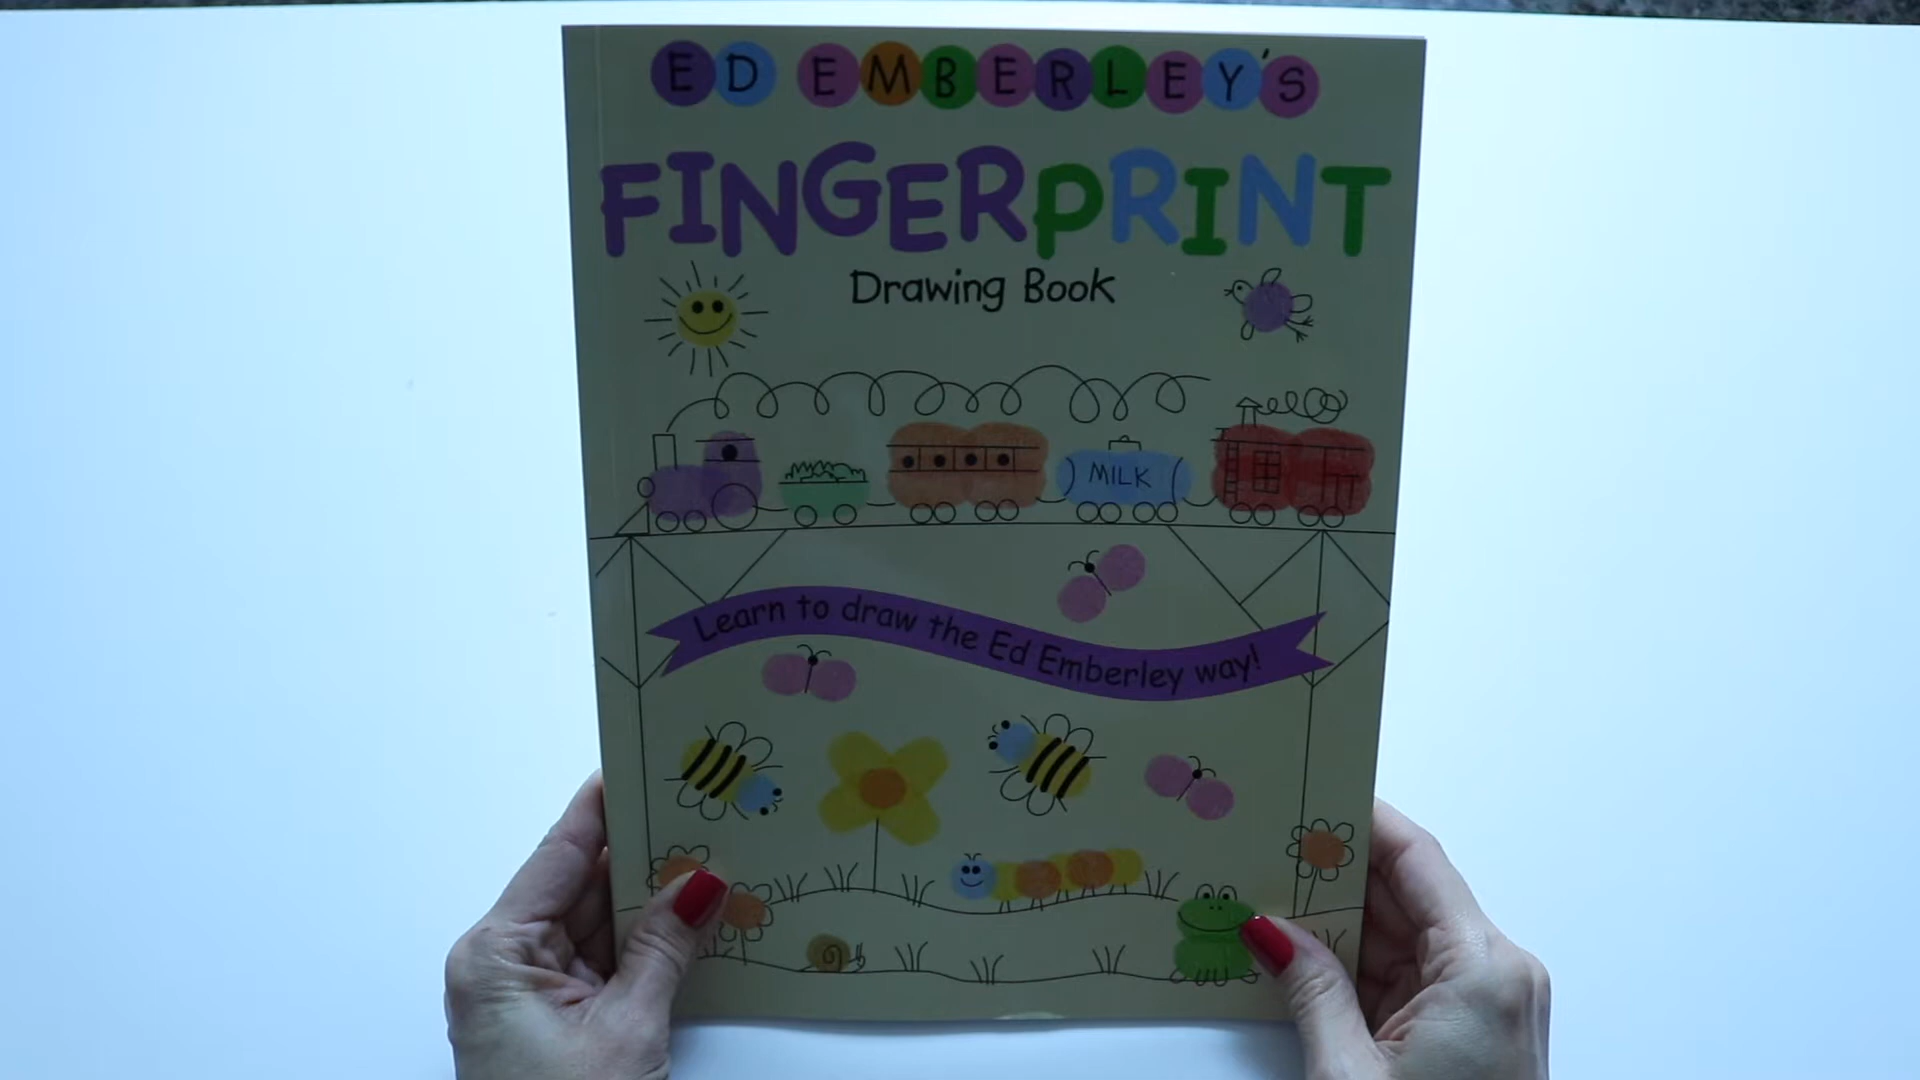 ED EMBERLEY'S
FINGERPRINT
Drawing Book
MILK
Learn to draw the Ed Emberley way!